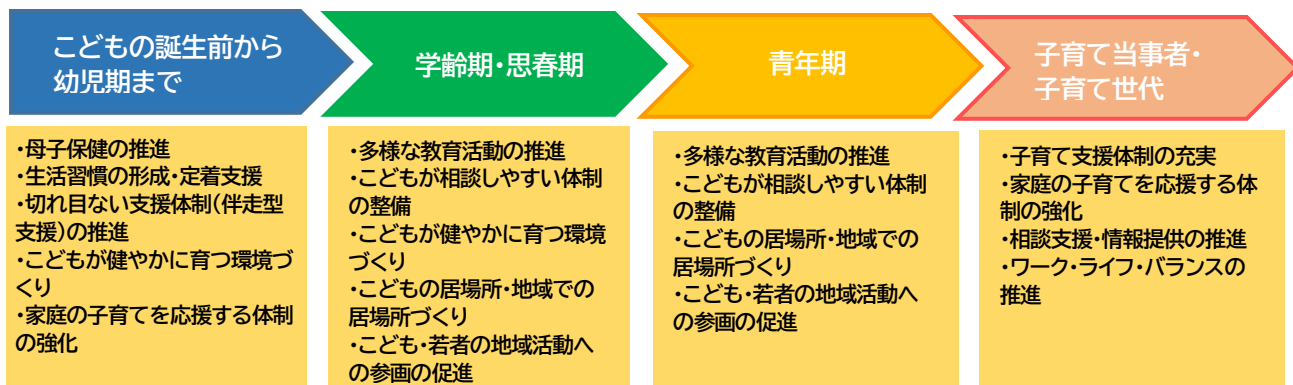 こどもの誕生前から
幼児期まで
・母子保健の推進
・生活習慣の形成・定着支援
・切れ目ない支援体制(伴走型
支援)の推進
・こどもが健やかに育つ環境づ
くり
・家庭の子育てを応援する体制
の強化
学齢期・思春期
・多様な教育活動の推進
・こどもが相談しやすい体制
の整備
・こどもが健やかに育つ環境
づくり
・こどもの居場所・地域での
居場所づくり
・こども・若者の地域活動へ
の参画の促進
青年期
・多様な教育活動の推進
・こどもが相談しやすい体制
の整備
・こどもの居場所・地域での
居場所づくり
・こども・若者の地域活動へ
の参画の促進
子育て当事者・
子育て世代
・子育て支援体制の充実
・家庭の子育てを応援する体
制の強化
・相談支援・情報提供の推進
・ワーク・ライフ・バランスの
推進